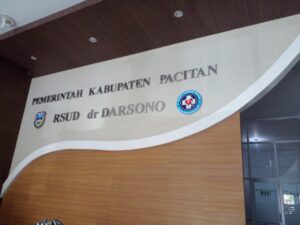 PEMERINTAH KABUPATEN PACITAN
RSUD dr DARSONO